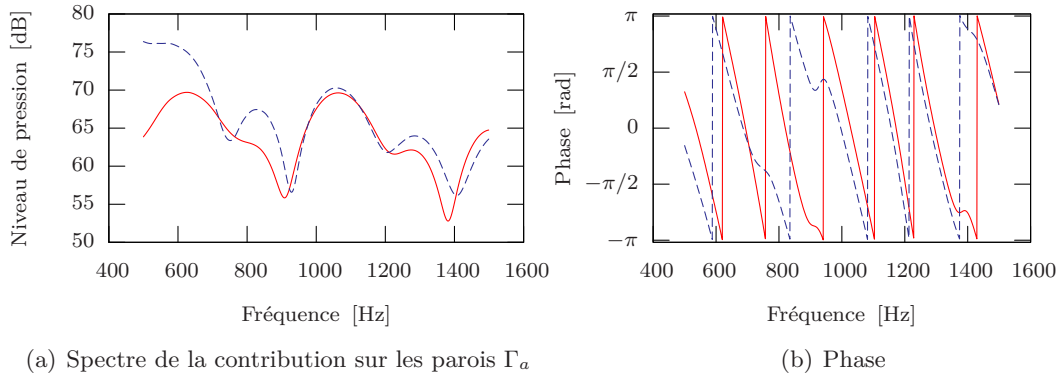 Niveau de pression [dB]
80
75
70
65
60
55
50
400 600 800 1000 1200 1400 1600
Fréquence [Hz]
(a) Spectre de la contribution sur les parois Γₐ
Phase [rad]
π
π/2
0
−π/2
−π
400 600 800 1000 1200 1400 1600
Fréquence [Hz]
(b) Phase